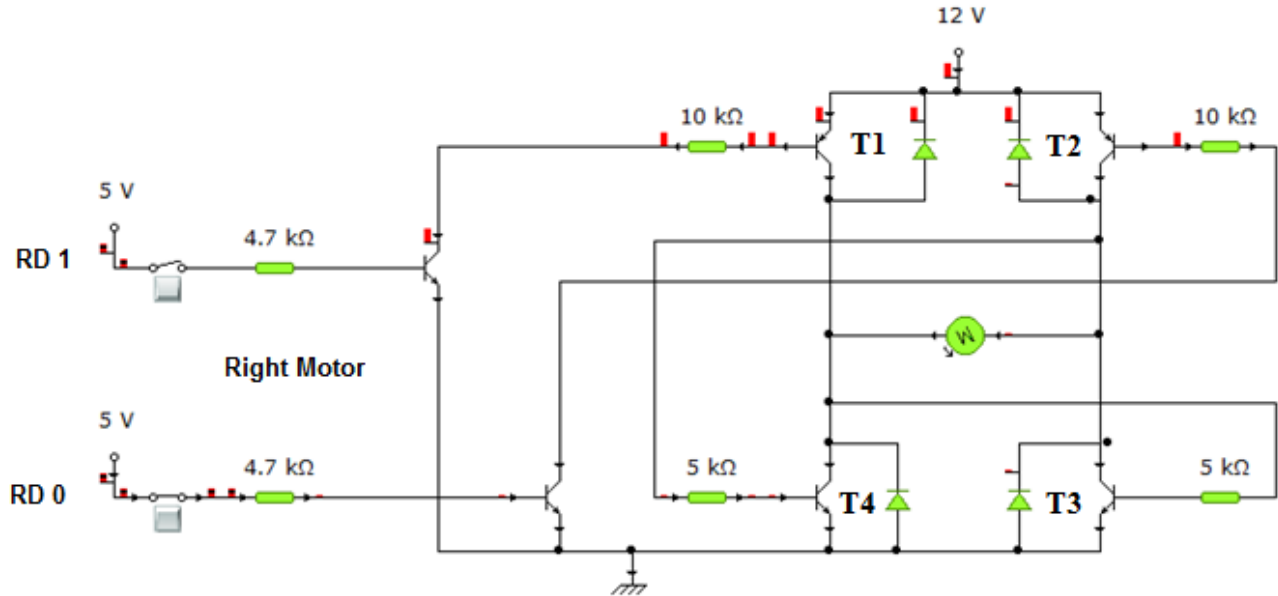 12 V
10 kΩ
T1
T2
10 kΩ
5 V
RD 1
4.7 kΩ
M
Right Motor
5 V
RD 0
4.7 kΩ
5 kΩ
T4
T3
5 kΩ